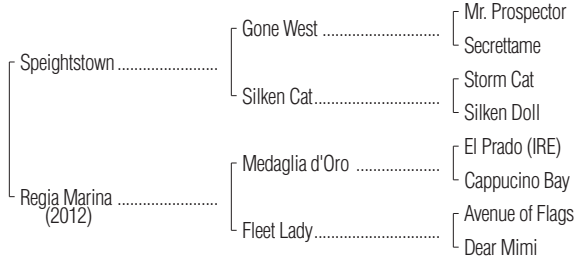 Mr. Prospector
Gone West
Secrettame
Speightstown
Storm Cat
Silken Cat
Silken Doll
El Prado (IRE)
Medaglia d'Oro
Cappucino Bay
Regia Marina
(2012)
Avenue of Flags
Fleet Lady
Dear Mimi